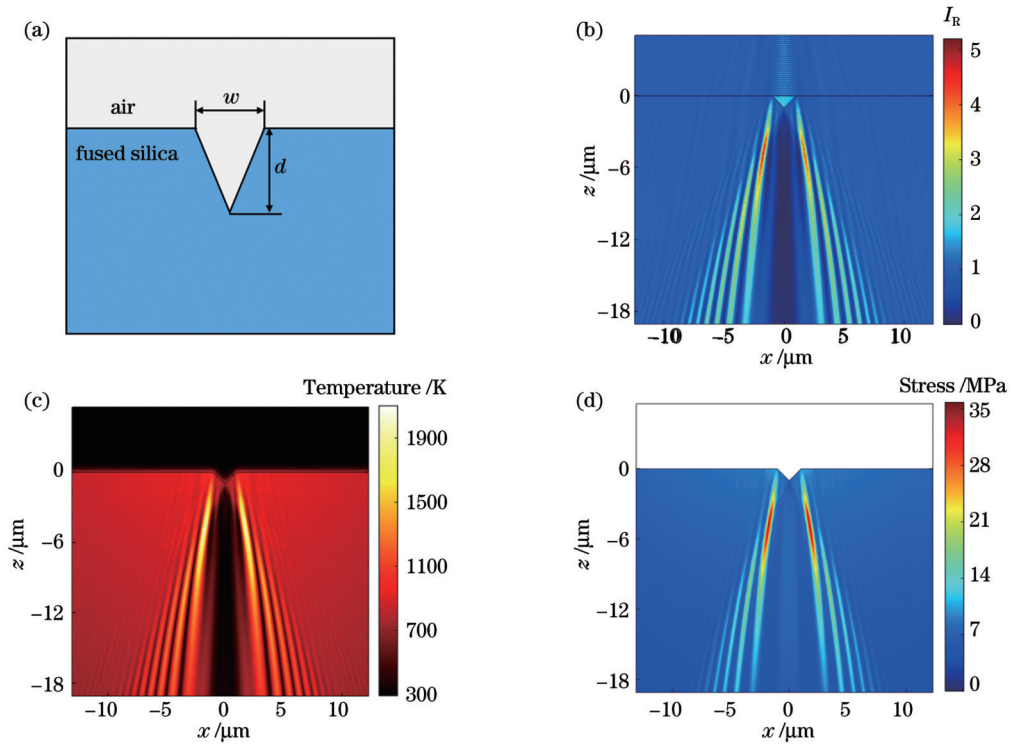 (a)
w
air
fused silica
d
(b)
I_R
5
4
3
2
1
0
0
-6
-12
-18
z /μm
-10
-5
0
5
10
x /μm
(c)
Temperature /K
1900
1500
1100
700
300
0
-6
-12
-18
z /μm
-10
-5
0
5
10
x /μm
(d)
Stress /MPa
35
28
21
14
7
0
0
-6
-12
-18
z /μm
-10
-5
0
5
10
x /μm